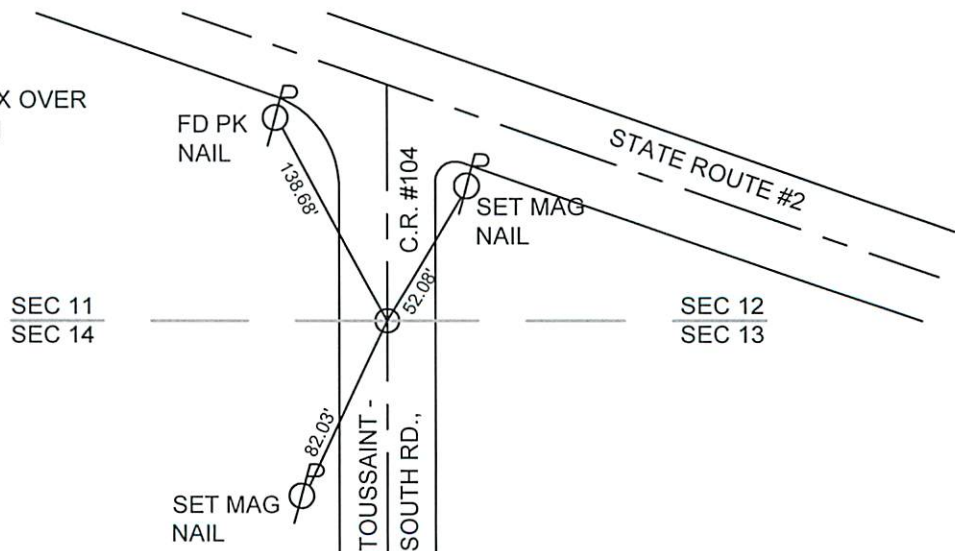 X OVER
FD PK
NAIL
138.68'
C.R. #104
STATE ROUTE #2
SET MAG
NAIL
52.08'
SEC 11
SEC 14
SEC 12
SEC 13
82.03'
TOUSSAINT -
SOUTH RD.,
SET MAG
NAIL